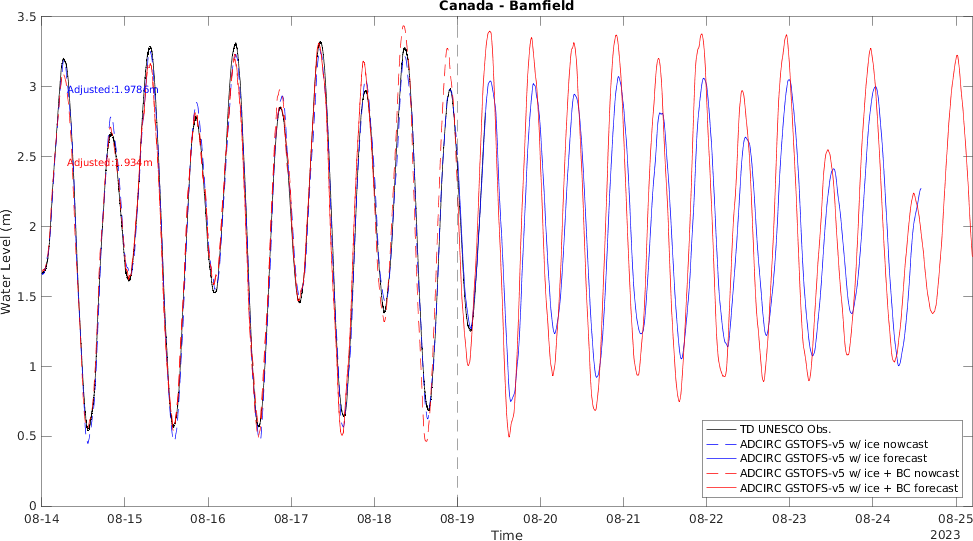 Canada - Bamfield
3.5
3
2.5
2
1.5
1
0.5
0
Water Level (m)
Adjusted:1.9786m
Adjusted:1.934m
TD UNESCO Obs.
ADCIRC GSTOFS-v5 w/ ice nowcast
ADCIRC GSTOFS-v5 w/ ice forecast
ADCIRC GSTOFS-v5 w/ ice + BC nowcast
ADCIRC GSTOFS-v5 w/ ice + BC forecast
08-14 08-15 08-16 08-17 08-18 08-19 08-20 08-21 08-22 08-23 08-24 08-25
Time
2023